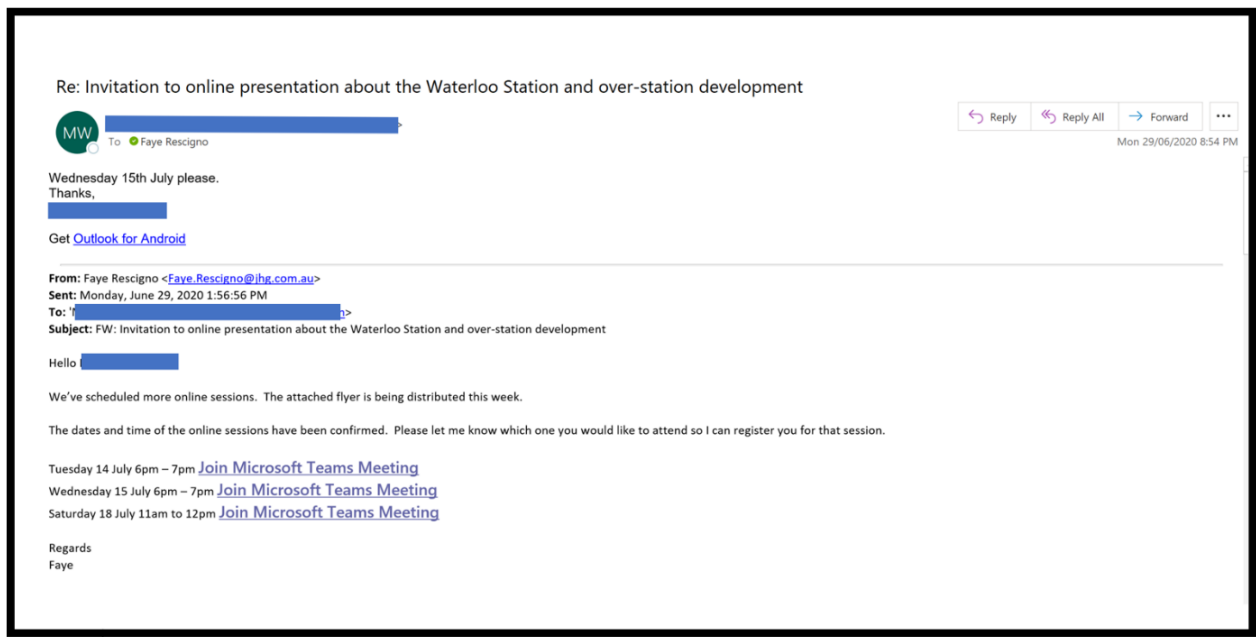 Re: Invitation to online presentation about the Waterloo Station and over-station development
MW
To Faye Rescigno
Reply
Reply All
Forward
Mon 29/06/2020 8:54 PM
Wednesday 15th July please.
Thanks,
Get Outlook for Android
From: Faye Rescigno <Faye.Rescigno@jhg.com.au>
Sent: Monday, June 29, 2020 1:56:56 PM
To: '
Subject: FW: Invitation to online presentation about the Waterloo Station and over-station development
Hello
We've scheduled more online sessions.  The attached flyer is being distributed this week.
The dates and time of the online sessions have been confirmed.  Please let me know which one you would like to attend so I can register you for that session.
Tuesday 14 July 6pm – 7pm Join Microsoft Teams Meeting
Wednesday 15 July 6pm – 7pm Join Microsoft Teams Meeting
Saturday 18 July 11am to 12pm Join Microsoft Teams Meeting
Regards
Faye